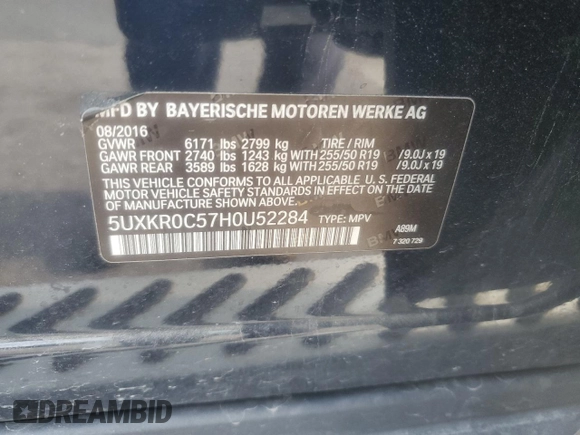 MFD BY BAYERISCHE MOTOREN WERKE AG
08/2016
GVWR 6171 lbs 2799 kg TIRE / RIM
GAWR FRONT 2740 lbs 1243 kg WITH 255/50 R19 /9.0J x 19
GAWR REAR 3589 lbs 1628 kg WITH 255/50 R19 /9.0J x 19
THIS VEHICLE CONFORMS TO ALL APPLICABLE U. S. FEDERAL
MOTOR VEHICLE SAFETY STANDARDS IN EFFECT ON THE DATE OF
MANUFACTURE SHOWN ABOVE.
5UXKR0C57H0U52284 TYPE: MPV
A89M
7 320 729
DREAMBID